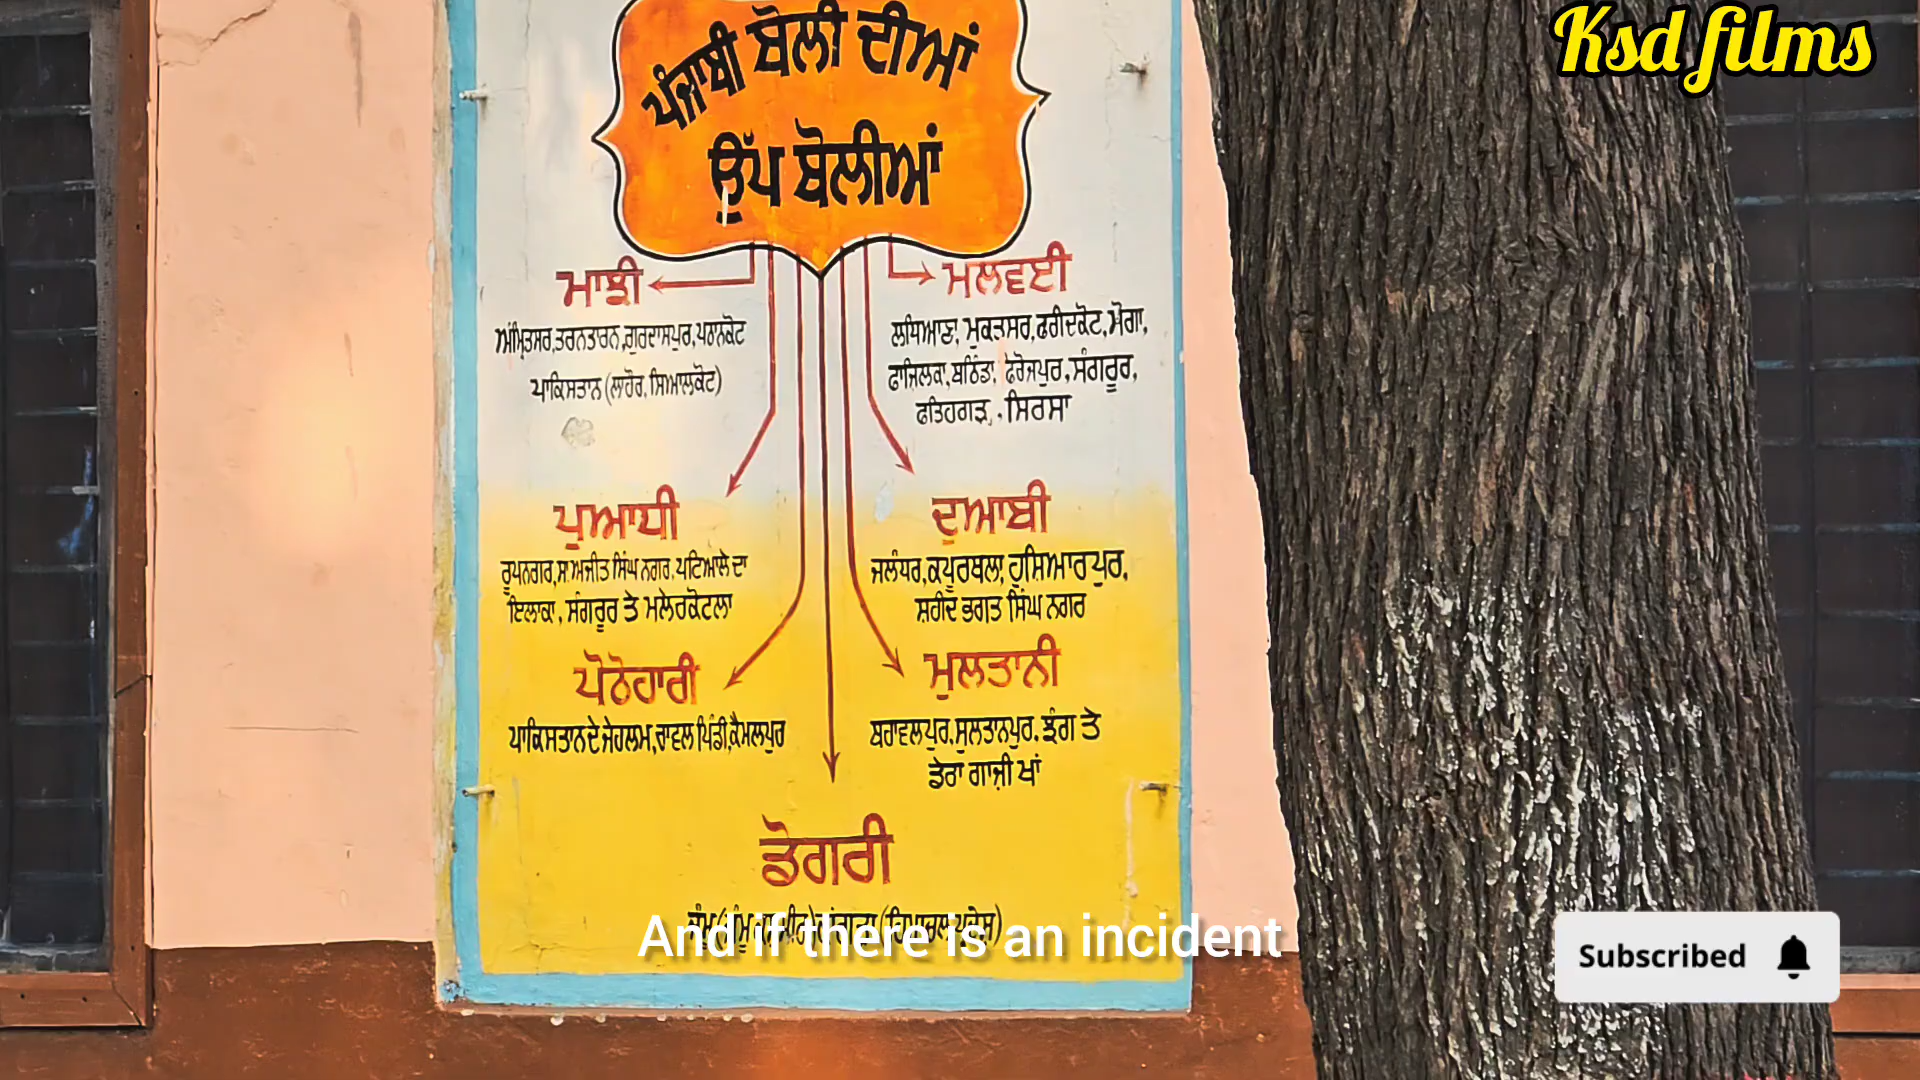 Ksd films
ਪੰਜਾਬੀ ਬੋਲੀ ਦੀਆਂ
ਉੱਪ ਬੋਲੀਆਂ
ਮਾਝੀ
ਅੰਮ੍ਰਿਤਸਰ,ਤਰਨਤਾਰਨ,ਗੁਰਦਾਸਪੁਰ,ਪਠਾਨਕੋਟ
ਪਾਕਿਸਤਾਨ (ਲਾਹੋਰ, ਸਿਆਲਕੋਟ)
ਮਲਵਈ
ਲਧਿਆਣਾ, ਮੁਕਤਸਰ,ਫਰੀਦਕੋਟ,ਮੋਗਾ,
ਫਾਜ਼ਿਲਕਾ,ਬਠਿੰਡਾ, ਫੇਰੋਜਪੁਰ,ਸੰਗਰੂਰ,
ਫਤਿਹਗੜ, ,ਸਿਰਸਾ
ਪੁਆਧੀ
ਰੂਪਨਗਰ,ਸ.ਅਜੀਤ ਸਿੰਘ ਨਗਰ,ਪਟਿਆਲੇ ਦਾ
ਇਲਾਕਾ, ਸੰਗਰੂਰ ਤੇ ਮਲੇਰਕੋਟਲਾ
ਦੁਆਬੀ
ਜਲੰਧਰ,ਕਪੂਰਥਲਾ, ਹੁਸ਼ਿਆਰਪੁਰ,
ਸ਼ਹੀਦ ਭਗਤ ਸਿੰਘ ਨਗਰ
ਪੋਠੋਹਾਰੀ
ਪਾਕਿਸਤਾਨ ਦੇ ਜੇਹਲਮ,ਰਾਵਲ ਪਿੰਡੀ,ਕੈਮਲਪੁਰ
ਮੁਲਤਾਨੀ
ਬਹਾਵਲਪੁਰ,ਸੁਲਤਾਨਪੁਰ, ਝੰਗ ਤੇ
ਡੇਰਾ ਗਾਜ਼ੀ ਖਾਂ
ਡੋਗਰੀ
And if there is an incident
Subscribed